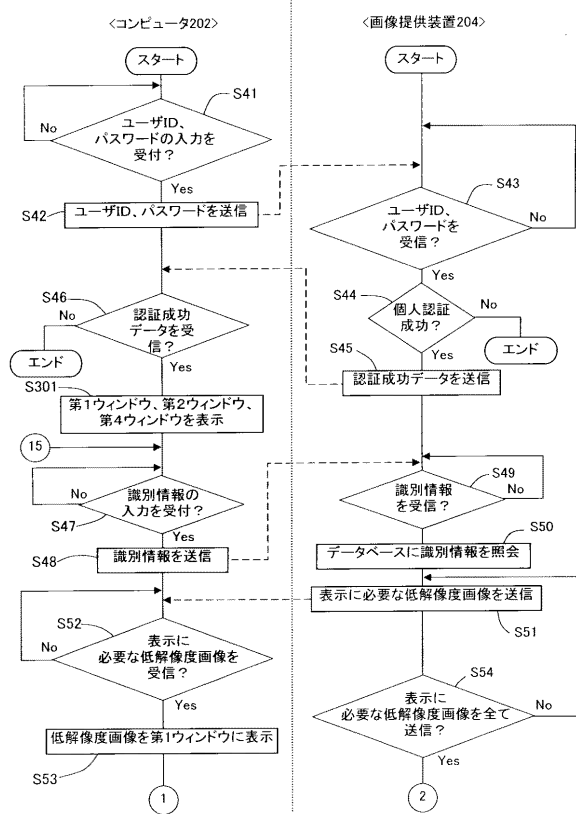 <コンピュータ202>
<画像提供装置204>
スタート
スタート
S41
ユーザID、
パスワードの入力を
受付？
No
Yes
S42
ユーザID、パスワードを送信
S43
ユーザID、
パスワードを
受信？
No
Yes
S44
個人認証
成功？
No
エンド
Yes
S45
認証成功データを送信
S46
認証成功
データを受
信？
No
エンド
Yes
S301
第1ウィンドウ、第2ウィンドウ、
第4ウィンドウを表示
15
識別情報の
入力を受付？
No
S47
Yes
S48
識別情報を送信
S49
識別情報
を受信？
No
Yes
S50
データベースに識別情報を照会
表示に必要な低解像度画像を送信
S51
S52
表示に
必要な低解像度画像を
受信？
No
Yes
低解像度画像を第1ウィンドウに表示
S53
1
S54
表示に
必要な低解像度画像を全て
送信？
No
Yes
2